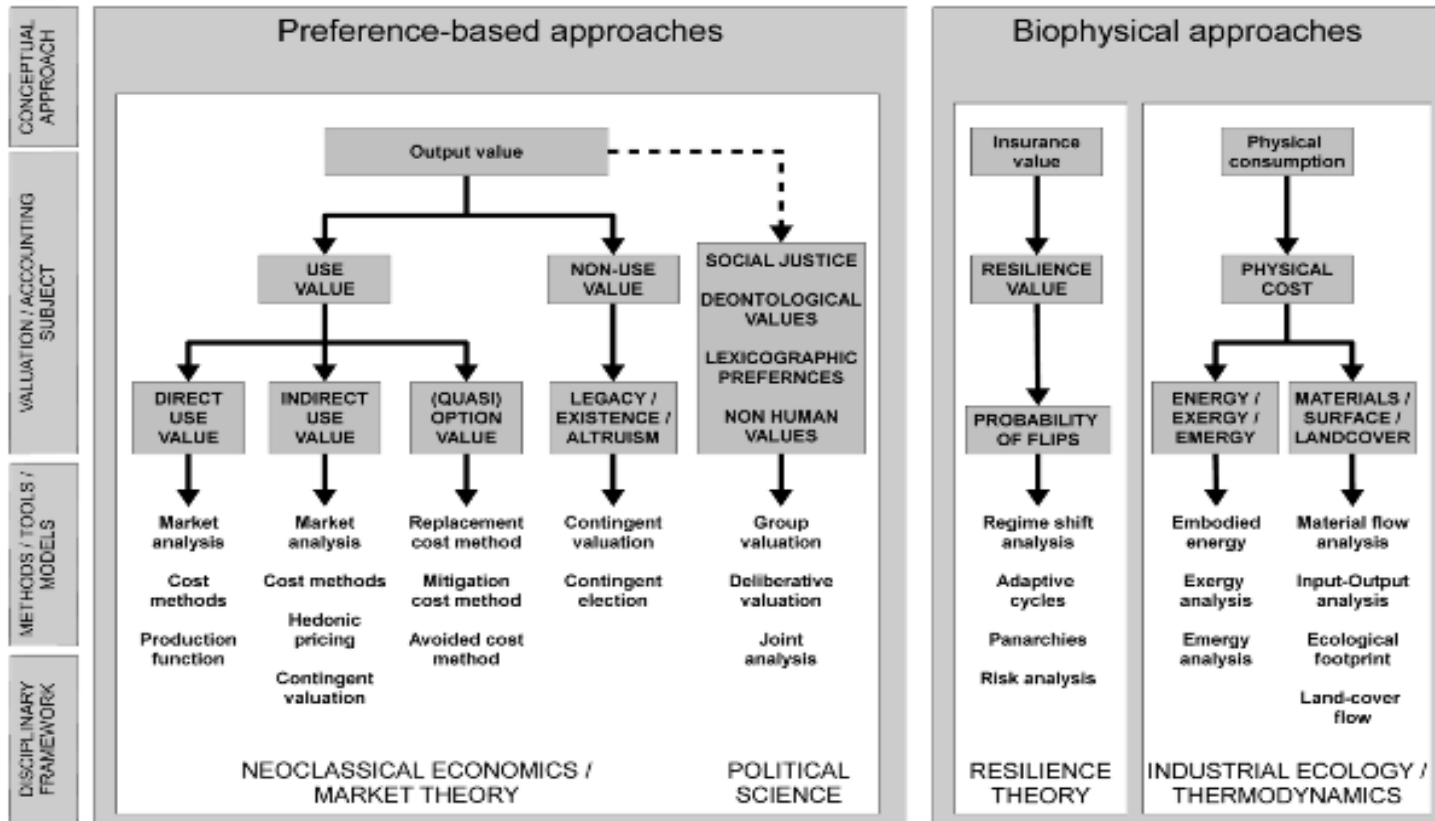 Preference-based approaches
Biophysical approaches
CONCEPTUAL
APPROACH
VALUATION / ACCOUNTING
SUBJECT
METHODS / TOOLS /
MODELS
DISCIPLINARY
FRAMEWORK
Output value
USE
VALUE
NON-USE
VALUE
SOCIAL JUSTICE
DEONTOLOGICAL
VALUES
LEXICOGRAPHIC
PREFERNCES
NON HUMAN
VALUES
DIRECT
USE
VALUE
INDIRECT
USE
VALUE
(QUASI)
OPTION
VALUE
LEGACY /
EXISTENCE /
ALTRUISM
Market
analysis
Cost
methods
Production
function
Market
analysis
Cost methods
Hedonic
pricing
Contingent
valuation
Replacement
cost method
Mitigation
cost method
Avoided cost
method
Contingent
valuation
Contingent
election
Group
valuation
Deliberative
valuation
Joint
analysis
NEOCLASSICAL ECONOMICS /
MARKET THEORY
POLITICAL
SCIENCE
Insurance
value
RESILIENCE
VALUE
PROBABILITY
OF FLIPS
Regime shift
analysis
Adaptive
cycles
Panarchies
Risk analysis
RESILIENCE
THEORY
Physical
consumption
PHYSICAL
COST
ENERGY /
EXERGY /
EMERGY
MATERIALS /
SURFACE /
LANDCOVER
Embodied
energy
Exergy
analysis
Emergy
analysis
Material flow
analysis
Input-Output
analysis
Ecological
footprint
Land-cover
flow
INDUSTRIAL ECOLOGY /
THERMODYNAMICS